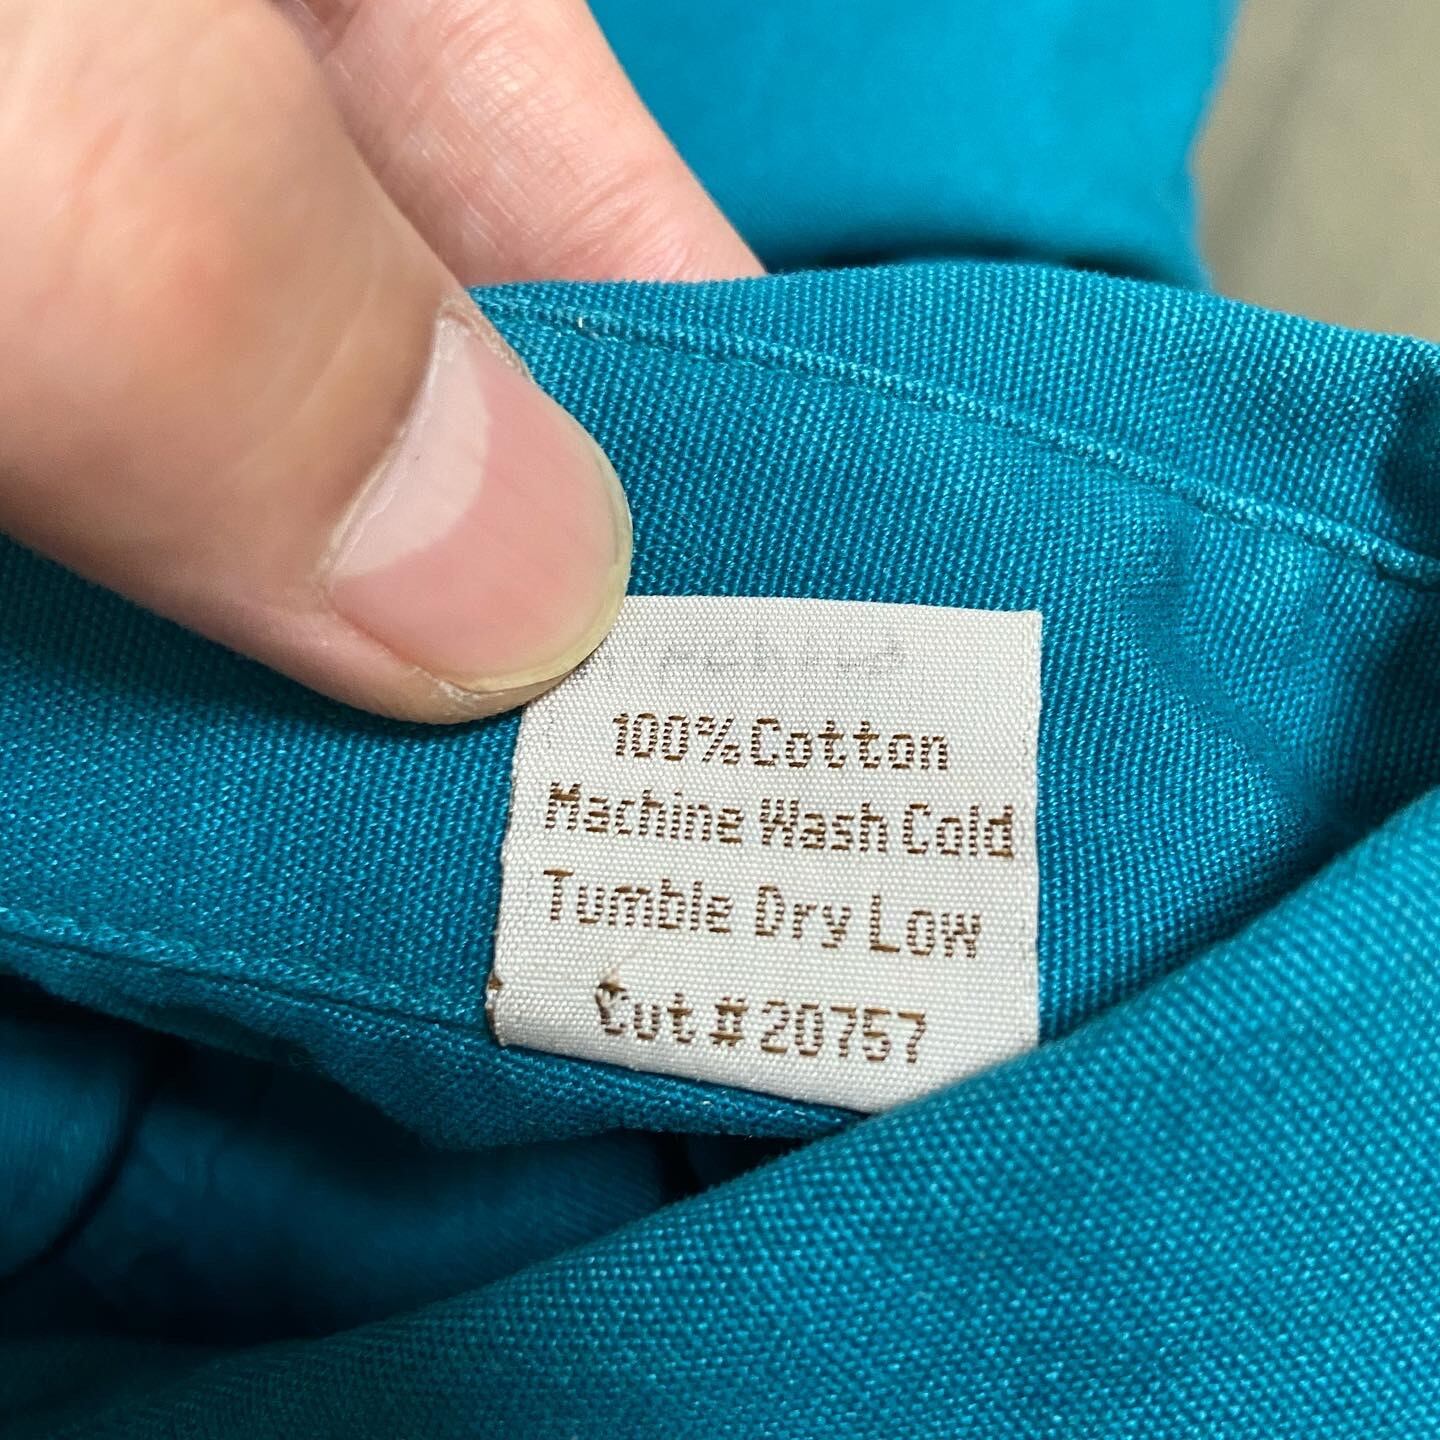 100% Cotton
Machine Wash Cold
Tumble Dry Low
Cut # 20757